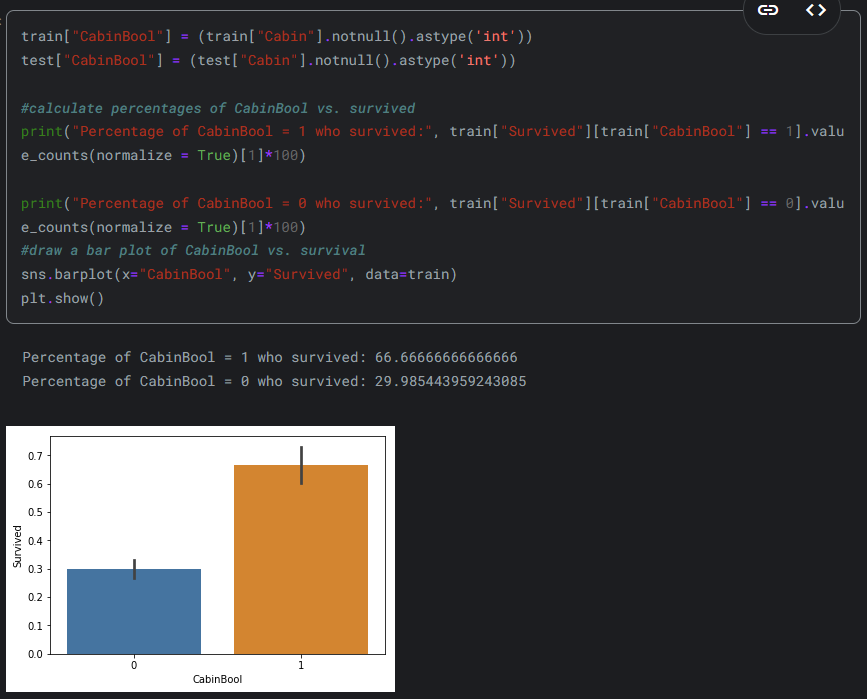 train["CabinBool"] = (train["Cabin"].notnull().astype('int'))
test["CabinBool"] = (test["Cabin"].notnull().astype('int'))
#calculate percentages of CabinBool vs. survived
print("Percentage of CabinBool = 1 who survived:", train["Survived"][train["CabinBool"] == 1].valu
e_counts(normalize = True)[1]*100)
print("Percentage of CabinBool = 0 who survived:", train["Survived"][train["CabinBool"] == 0].valu
e_counts(normalize = True)[1]*100)
#draw a bar plot of CabinBool vs. survival
sns.barplot(x="CabinBool", y="Survived", data=train)
plt.show()
Percentage of CabinBool = 1 who survived: 66.66666666666666
Percentage of CabinBool = 0 who survived: 29.985443959243085
0.7
0.6
0.5
0.4
0.3
0.2
0.1
0.0
Survived
0 1
CabinBool